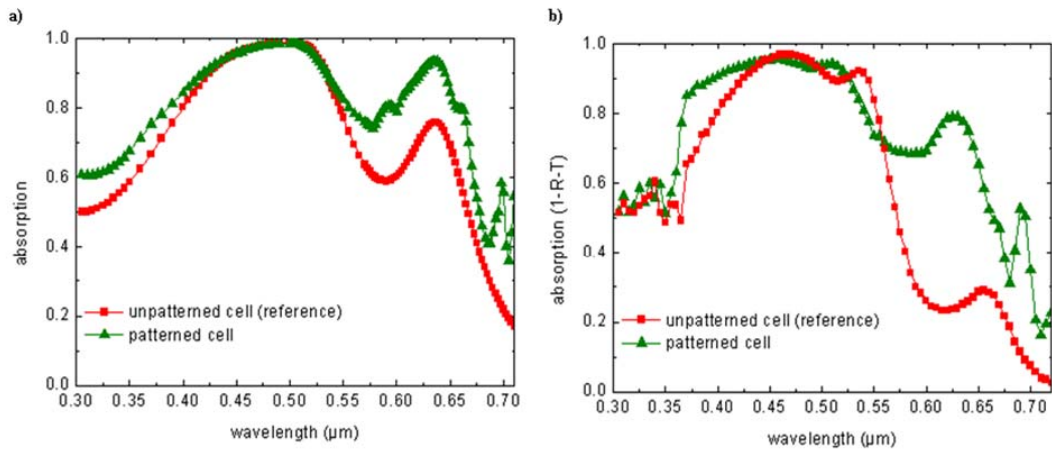 a)
1.0
0.8
0.6
0.4
0.2
0.0
absorption
unpatterned cell (reference)
patterned cell
0.30 0.35 0.40 0.45 0.50 0.55 0.60 0.65 0.70
wavelength (µm)
b)
1.0
0.8
0.6
0.4
0.2
0.0
absorption (1-R-T)
unpatterned cell (reference)
patterned cell
0.30 0.35 0.40 0.45 0.50 0.55 0.60 0.65 0.70
wavelength (µm)